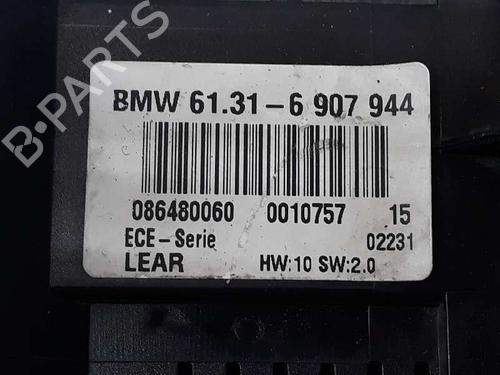 B-PARTS
BMW 61.31-6 907 944
086480060 0010757 15
ECE-Serie 02231
LEAR HW:10 SW:2.0